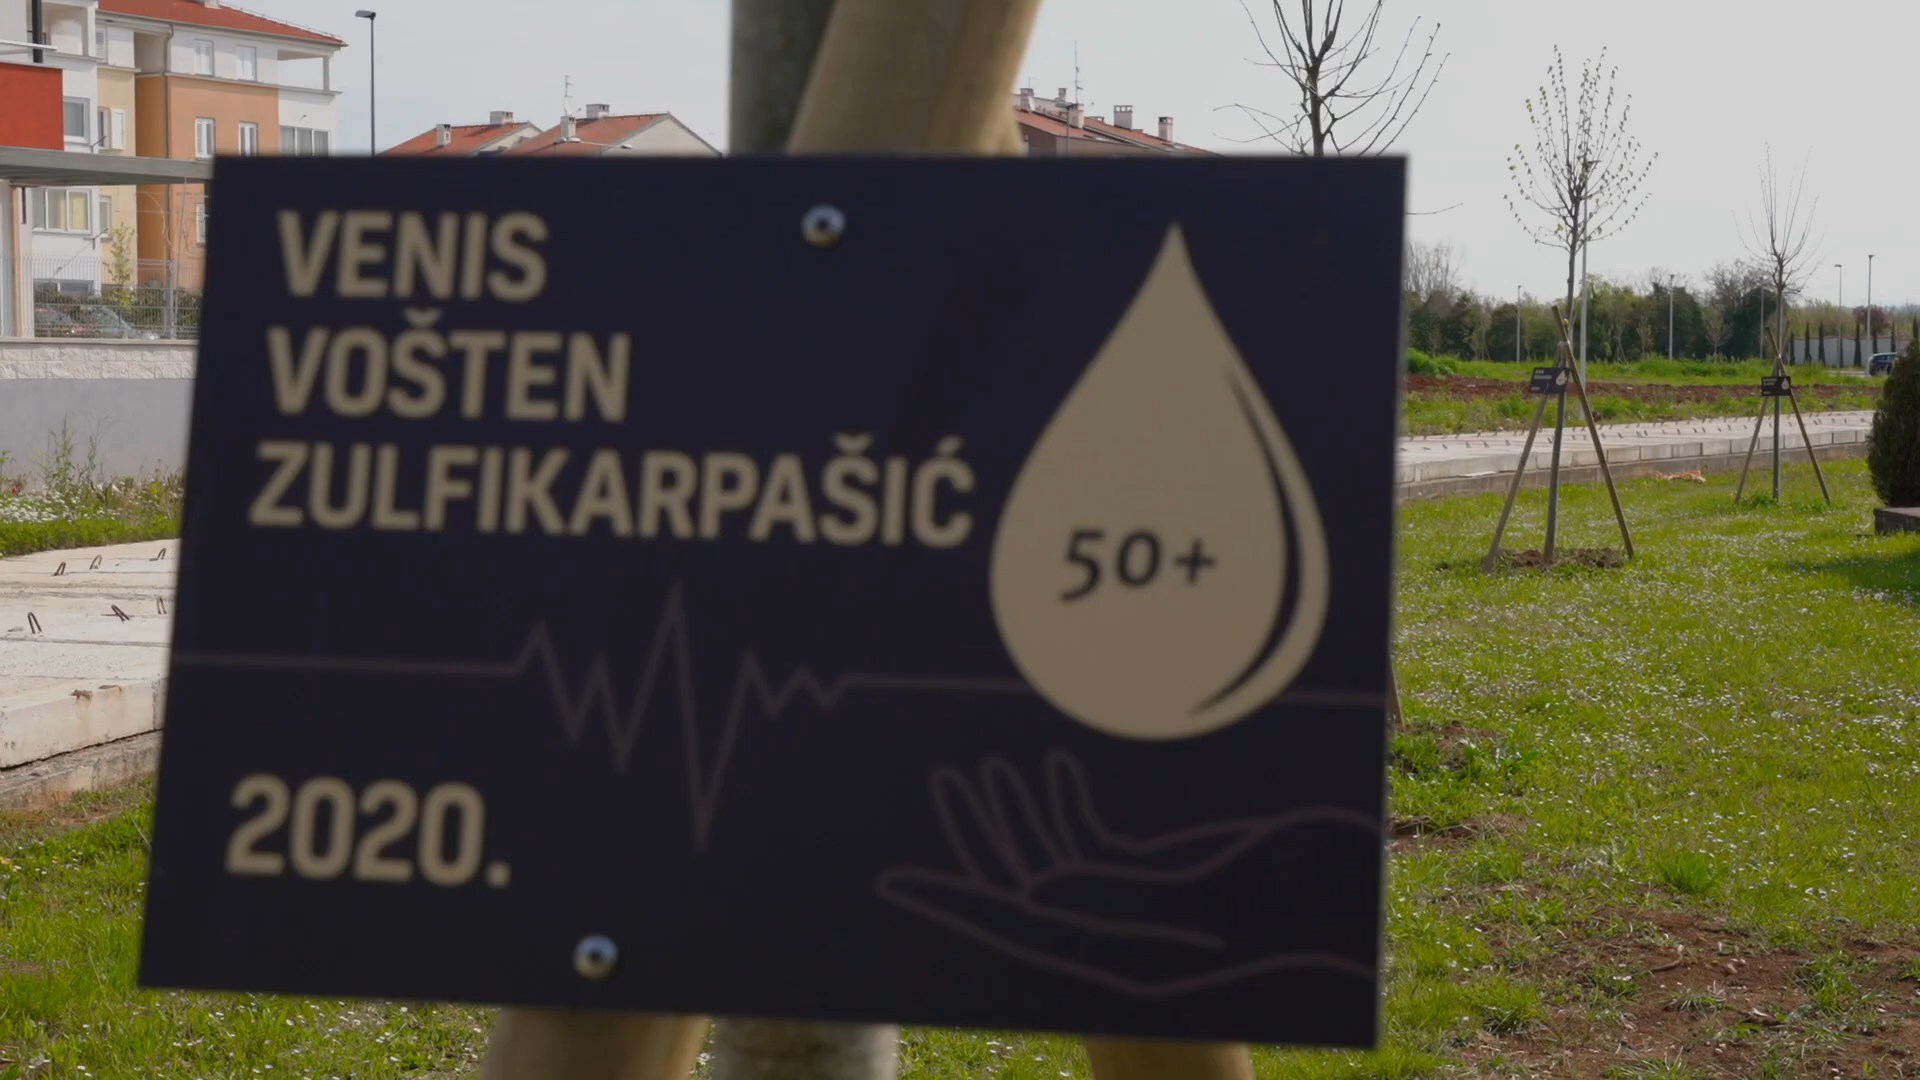 VENIS
VOŠTEN
ZULFIKARPAŠIĆ
50+
2020.